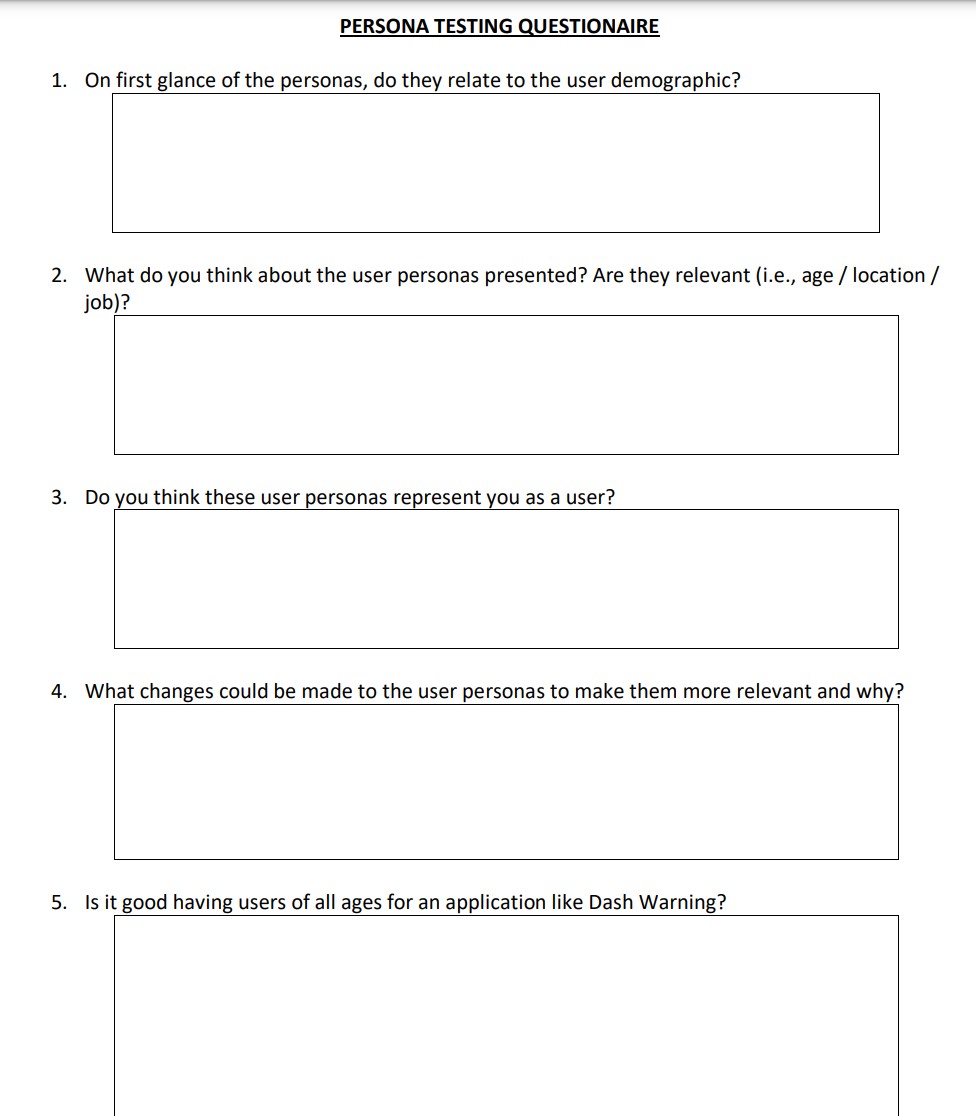 PERSONA TESTING QUESTIONAIRE
1. On first glance of the personas, do they relate to the user demographic?
2. What do you think about the user personas presented? Are they relevant (i.e., age / location /
job)?
3. Do you think these user personas represent you as a user?
4. What changes could be made to the user personas to make them more relevant and why?
5. Is it good having users of all ages for an application like Dash Warning?